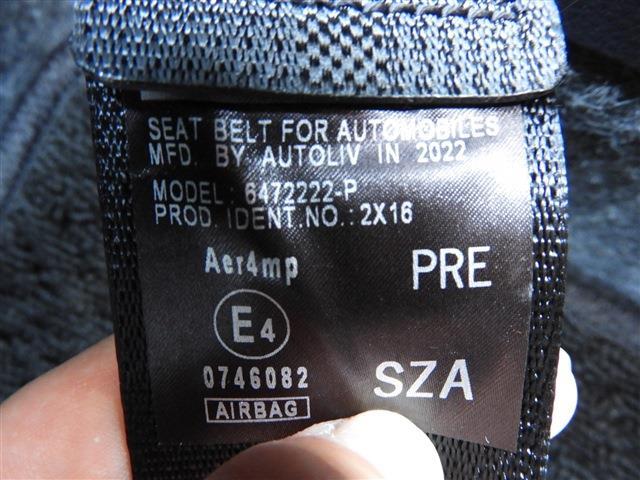 SEAT BELT FOR AUTOMOBILES
MFD. BY AUTOLIV IN 2022
MODEL: 6472222-P
PROD. IDENT.NO.: 2X16
Aer4mp
PRE
E4
0746082
SZA
AIRBAG